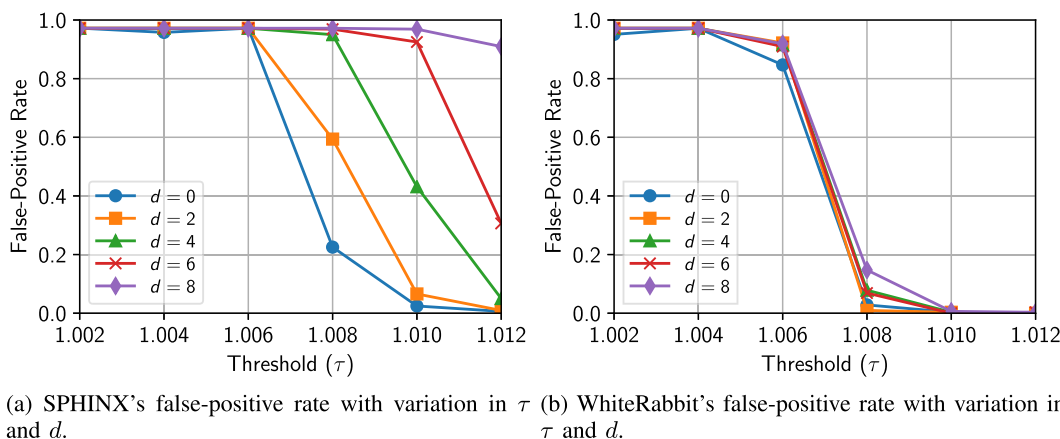 1.0
0.8
0.6
0.4
0.2
0.0
False-Positive Rate
d = 0
d = 2
d = 4
d = 6
d = 8
1.002 1.004 1.006 1.008 1.010 1.012
Threshold (τ)
1.0
0.8
0.6
0.4
0.2
0.0
False-Positive Rate
d = 0
d = 2
d = 4
d = 6
d = 8
1.002 1.004 1.006 1.008 1.010 1.012
Threshold (τ)
(a) SPHINX's false-positive rate with variation in τ
and d.
(b) WhiteRabbit's false-positive rate with variation in
τ and d.